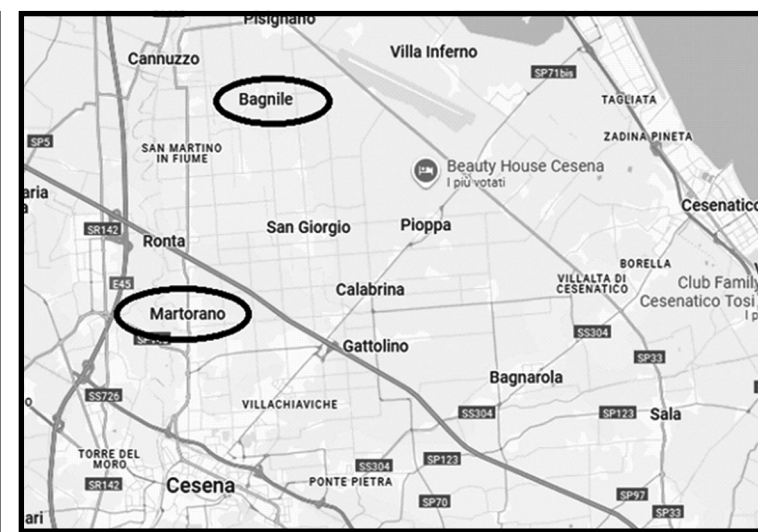 Pisignano
Cannuzzo
Villa Inferno
SP71bis
Bagnile
TAGLIATA
SP5
ZADINA PINETA
SAN MARTINO
IN FIUME
Beauty House Cesena
I più votati
aria
Cesenatico
SR142
Ronta
San Giorgio
Pioppa
BORELLA
E45
VILLALTA DI
CESENATICO
Club Family
Cesenatico Tosi
Calabrina
Martorano
SS304
Gattolino
SP33
Bagnarola
SS726
VILLACHIAVICHE
SS304
SP123
Sala
TORRE DEL
MORO
SR142
Cesena
SS304
SP123
PONTE PIETRA
SP70
SP97
SP33
ari